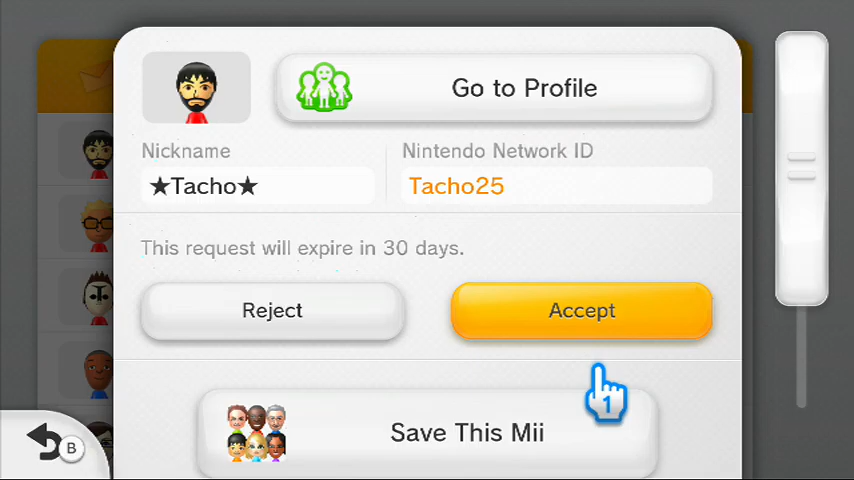 Go to Profile
Nickname
Nintendo Network ID
★Tacho★
Tacho25
This request will expire in 30 days.
Reject
Accept
1
Save This Mii
B